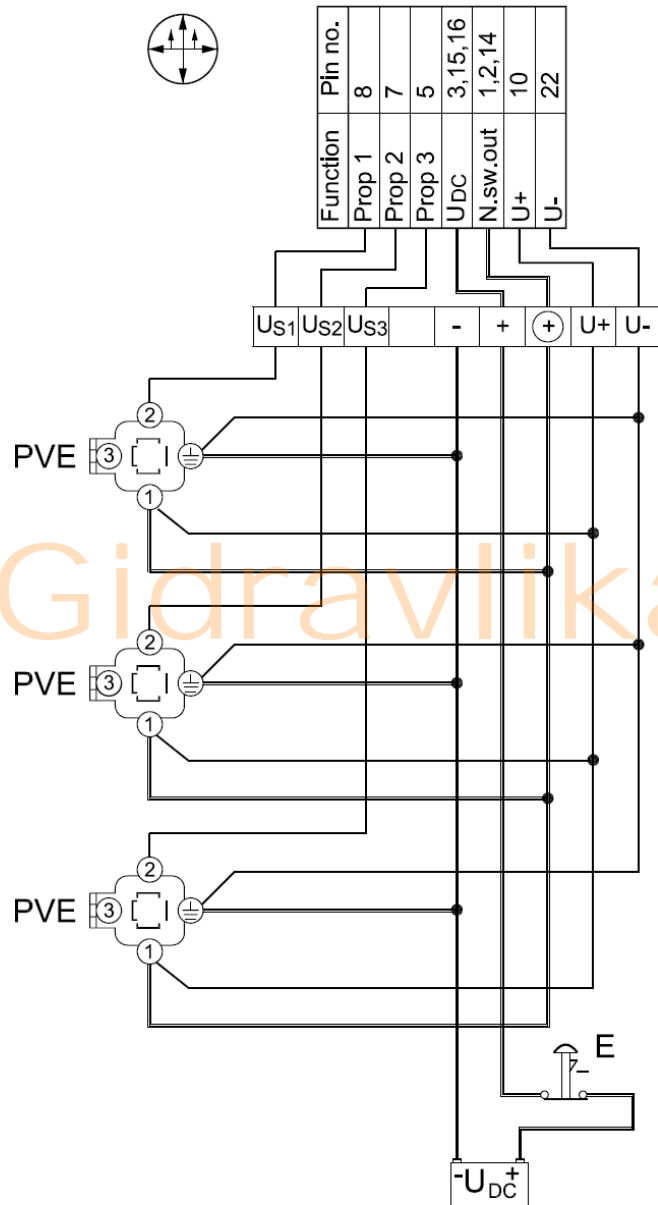 Function Pin no.
Prop 1 8
Prop 2 7
Prop 3 5
UDC 3,15,16
N.sw.out 1,2,14
U+ 10
U- 22
US1 US2 US3 - + + U+ U-
2
PVE 3
1
Gidravlika
2
PVE 3
1
2
PVE 3
1
E
-UDC+